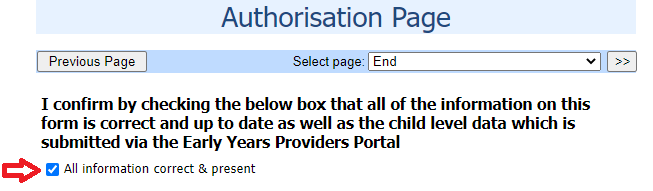 Authorisation Page
Previous Page Select page: End >>
I confirm by checking the below box that all of the information on this
form is correct and up to date as well as the child level data which is
submitted via the Early Years Providers Portal
All information correct & present